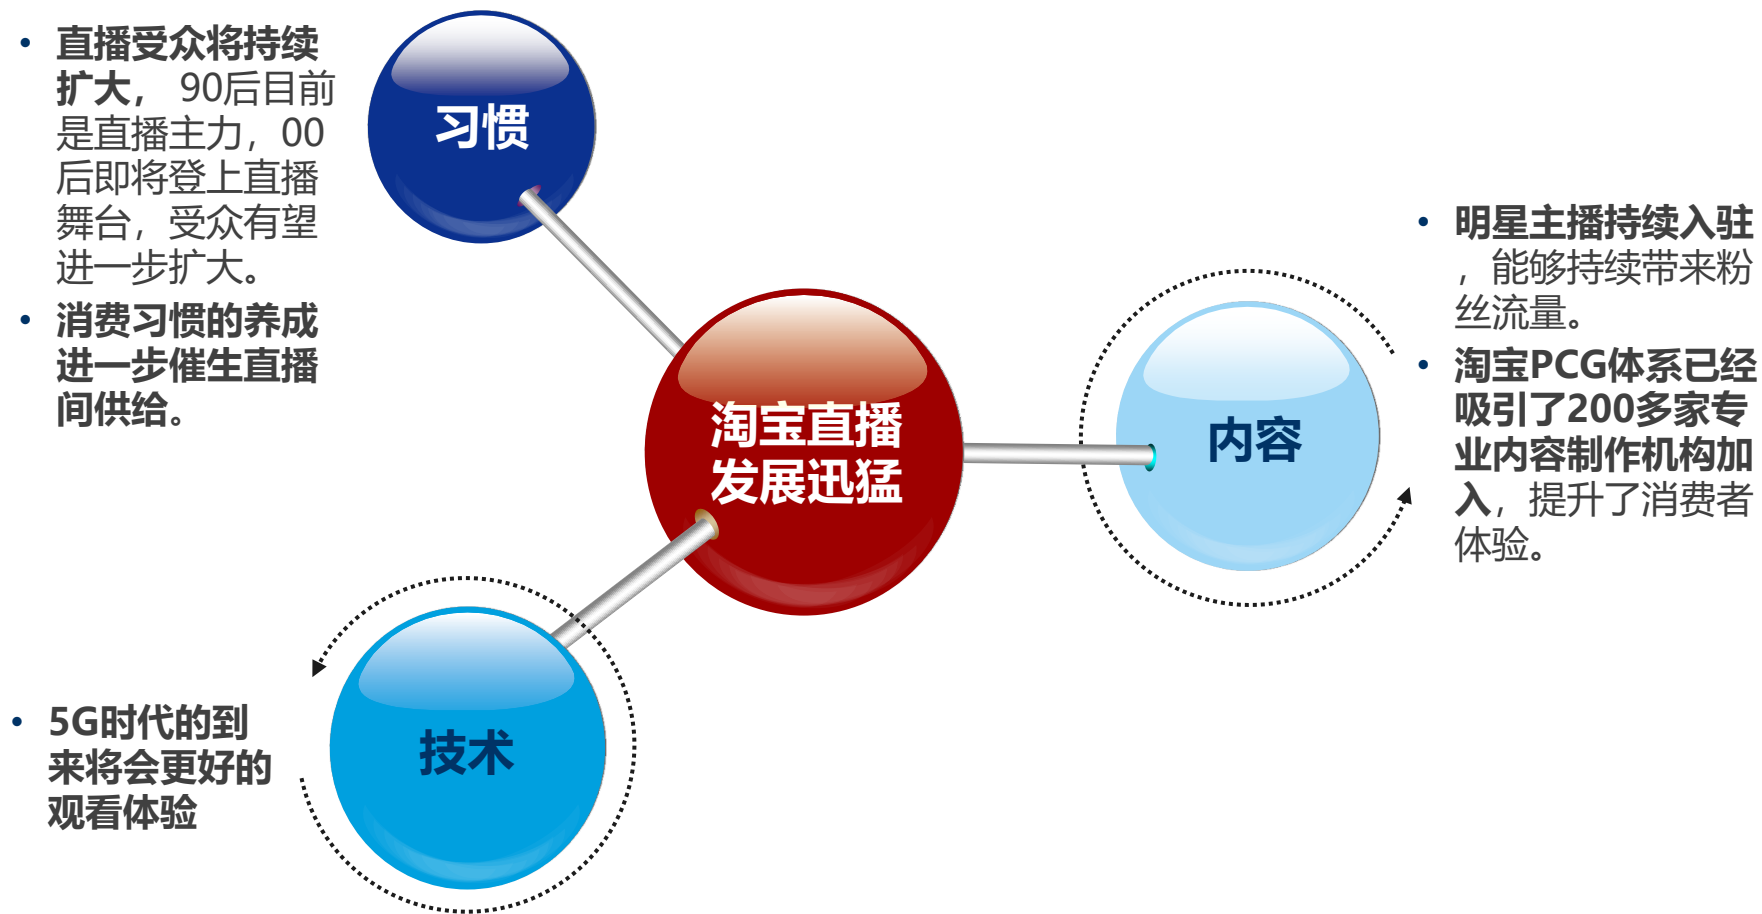 • 直播受众将持续
扩大， 90后目前
是直播主力，00
后即将登上直播
舞台，受众有望
进一步扩大。
• 消费习惯的养成
进一步催生直播
间供给。
习惯
淘宝直播
发展迅猛
内容
• 明星主播持续入驻
，能够持续带来粉
丝流量。
• 淘宝PCG体系已经
吸引了200多家专
业内容制作机构加
入，提升了消费者
体验。
技术
• 5G时代的到
来将会更好的
观看体验